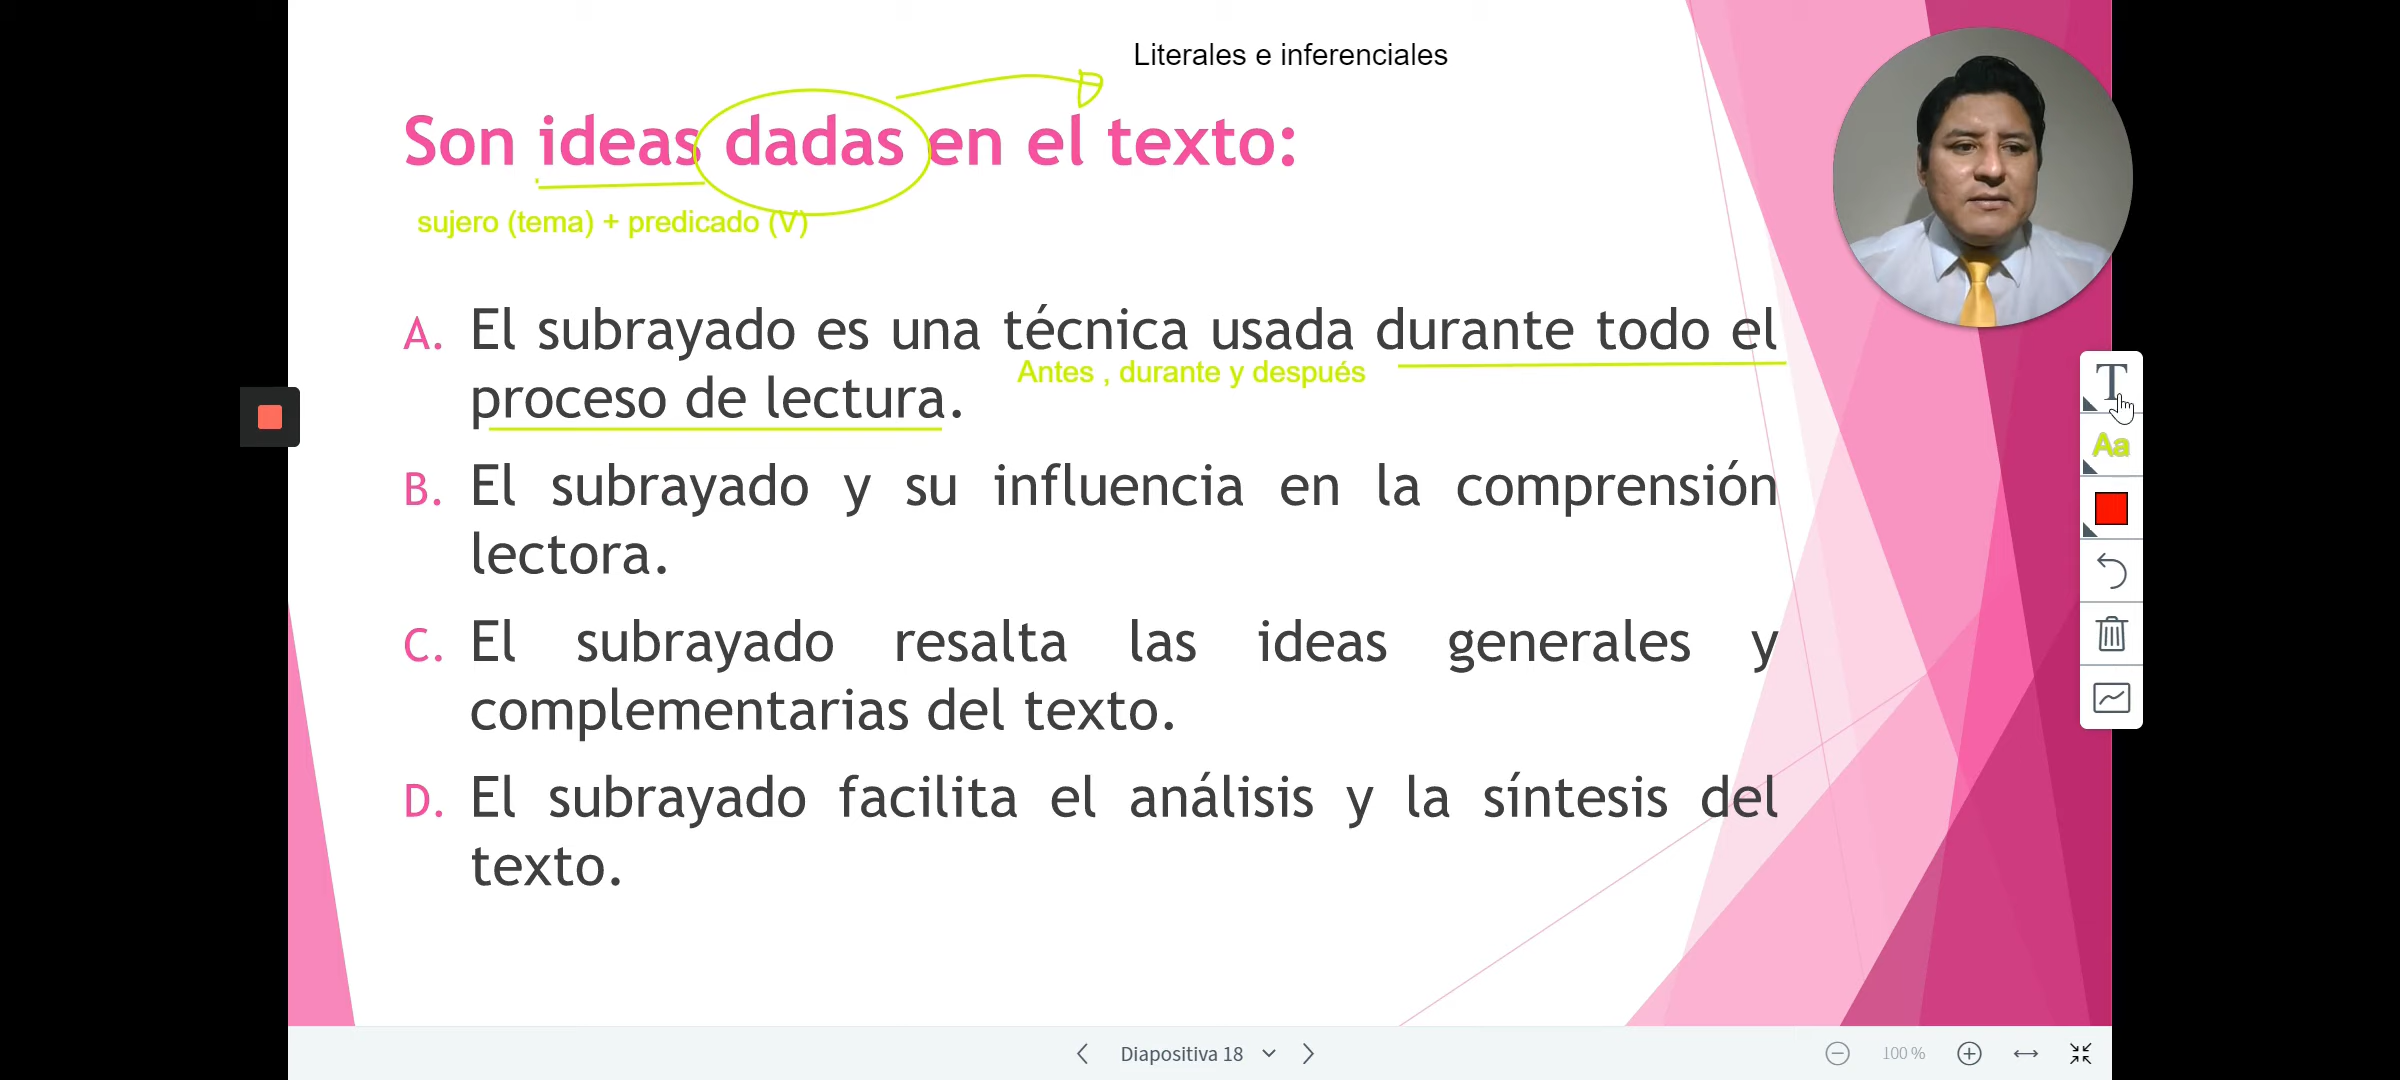 Literales e inferenciales
Son ideas dadas en el texto:
sujero (tema) + predicado (V)
A. El subrayado es una técnica usada durante todo el
Antes , durante y después
proceso de lectura.
B. El subrayado y su influencia en la comprensión
lectora.
C. El subrayado resalta las ideas generales y
complementarias del texto.
D. El subrayado facilita el análisis y la síntesis del
texto.
T
Aa
Diapositiva 18
100 %